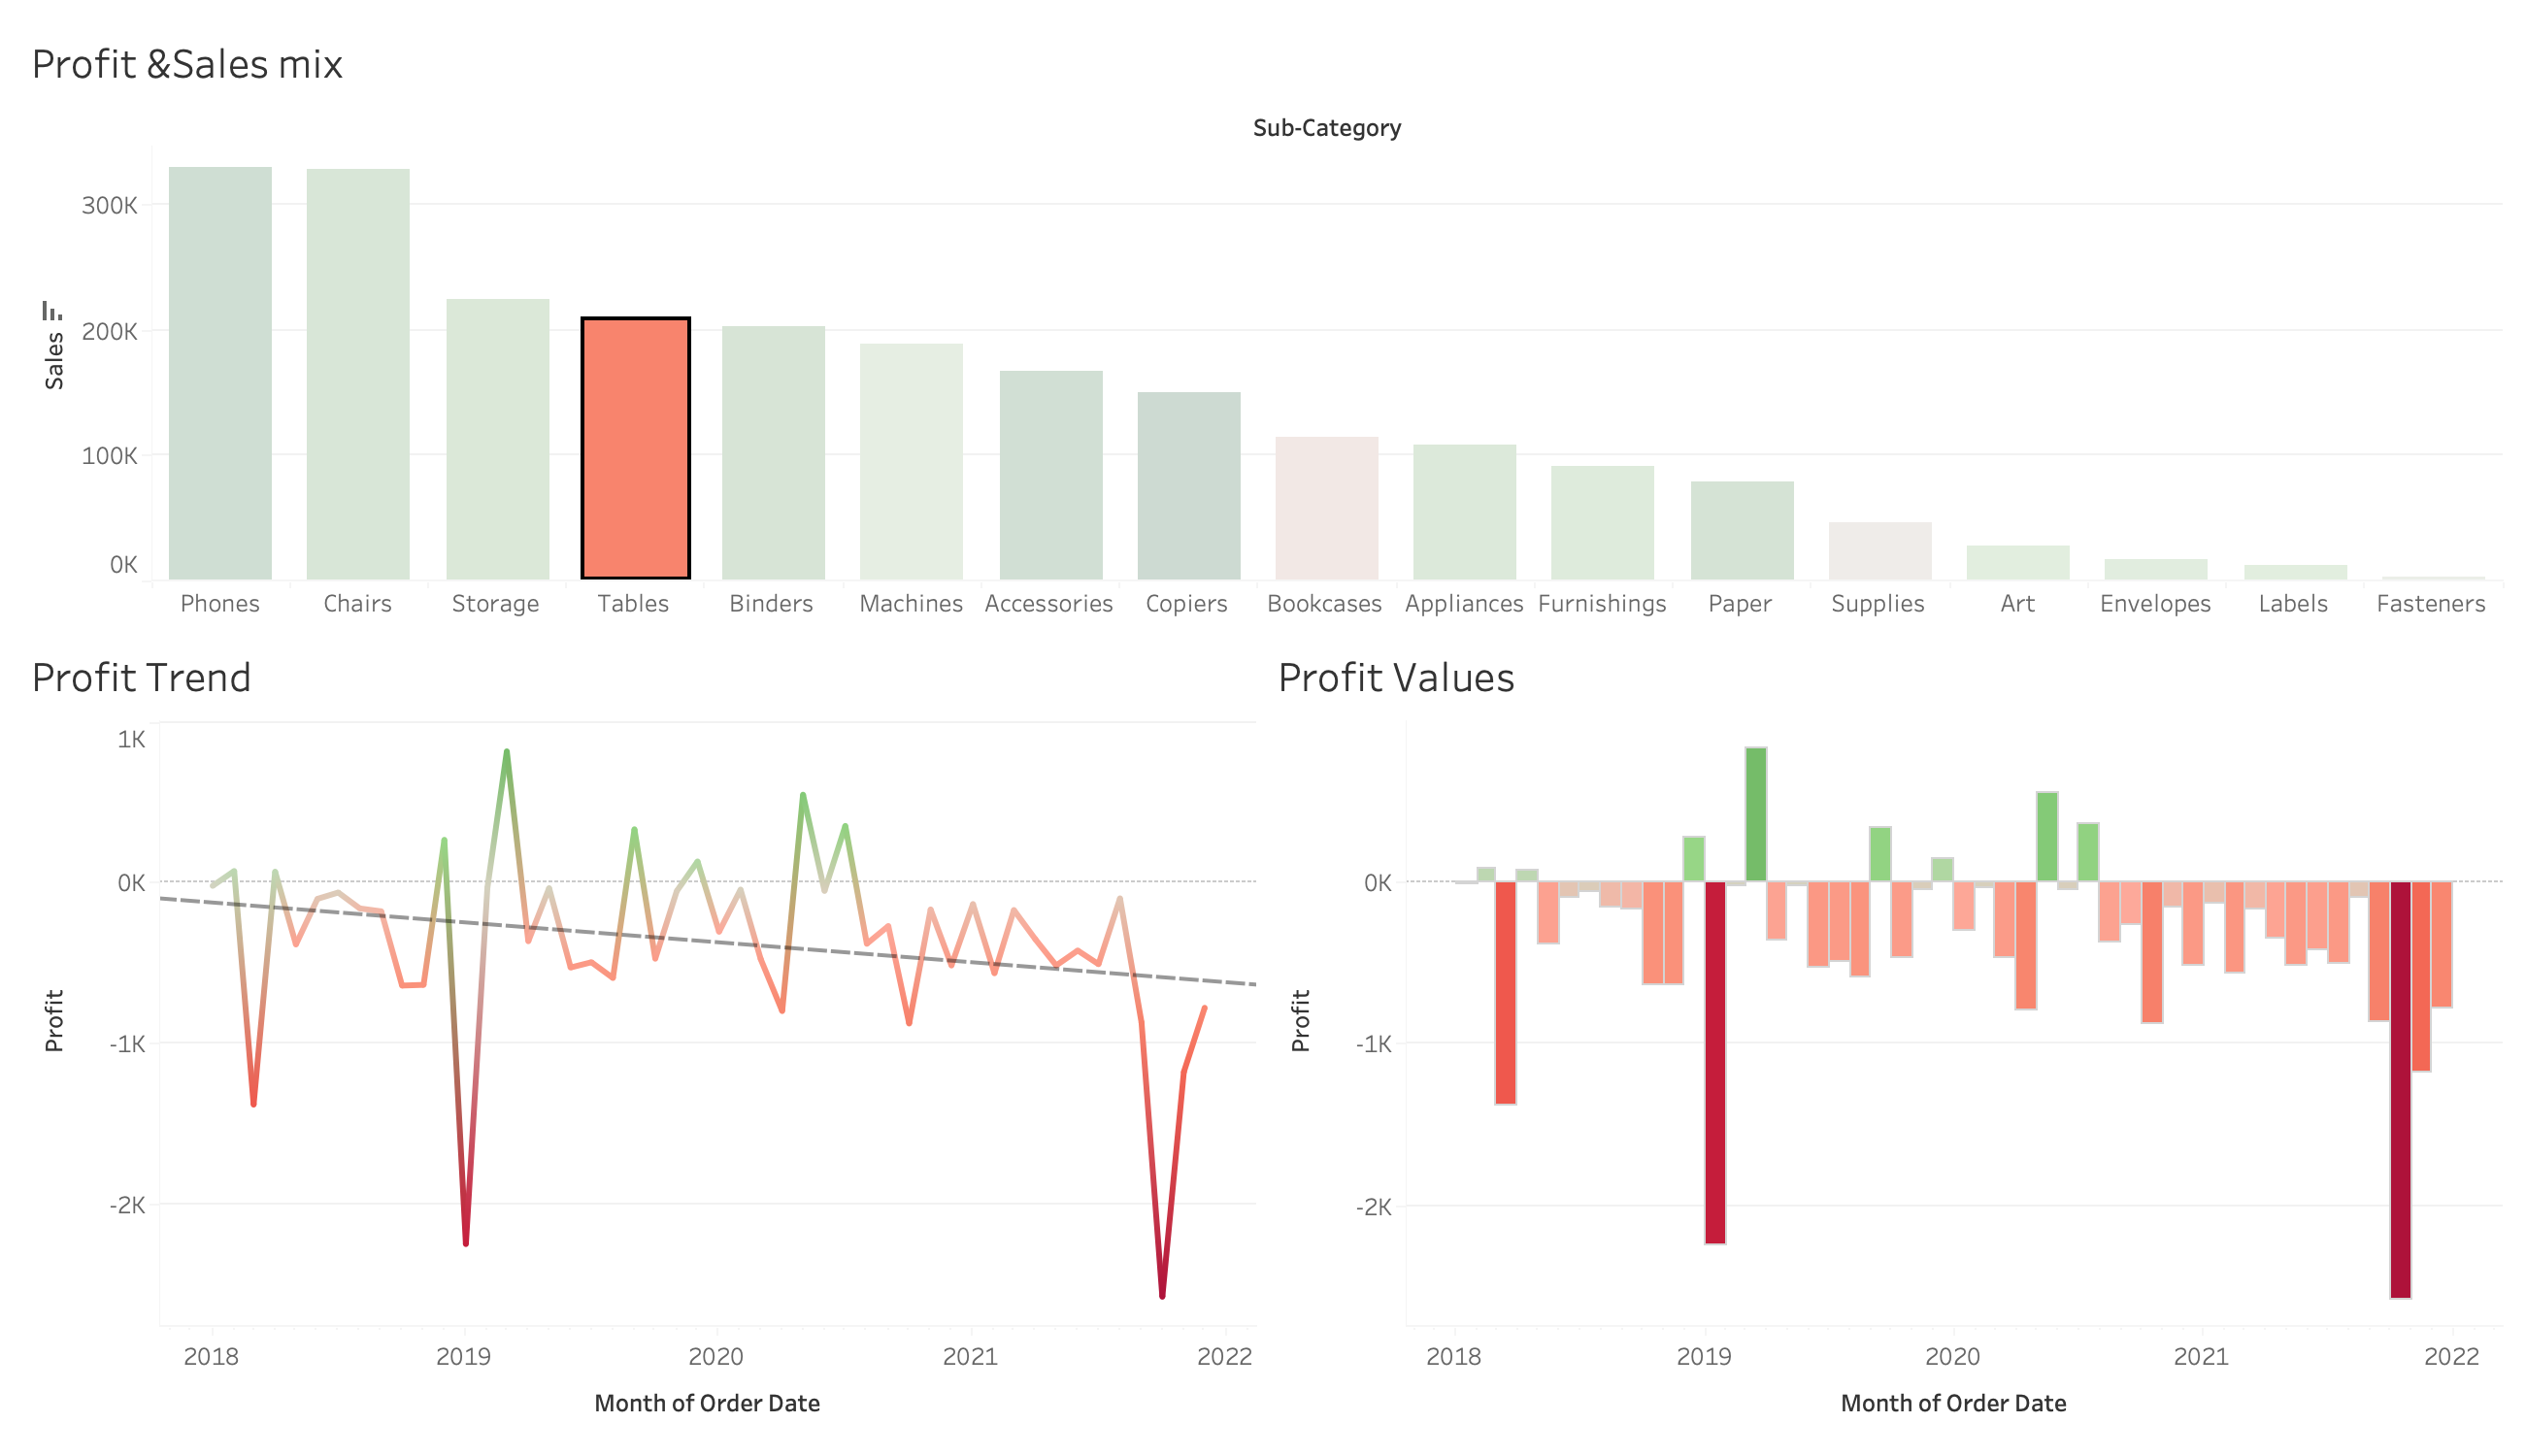 Profit &Sales mix
Sub-Category
Sales
300K
200K
100K
0K
Phones Chairs Storage Tables Binders Machines Accessories Copiers Bookcases Appliances Furnishings Paper Supplies Art Envelopes Labels Fasteners
Profit Trend
Profit
1K
0K
-1K
-2K
2018 2019 2020 2021 2022
Month of Order Date
Profit Values
Profit
0K
-1K
-2K
2018 2019 2020 2021 2022
Month of Order Date